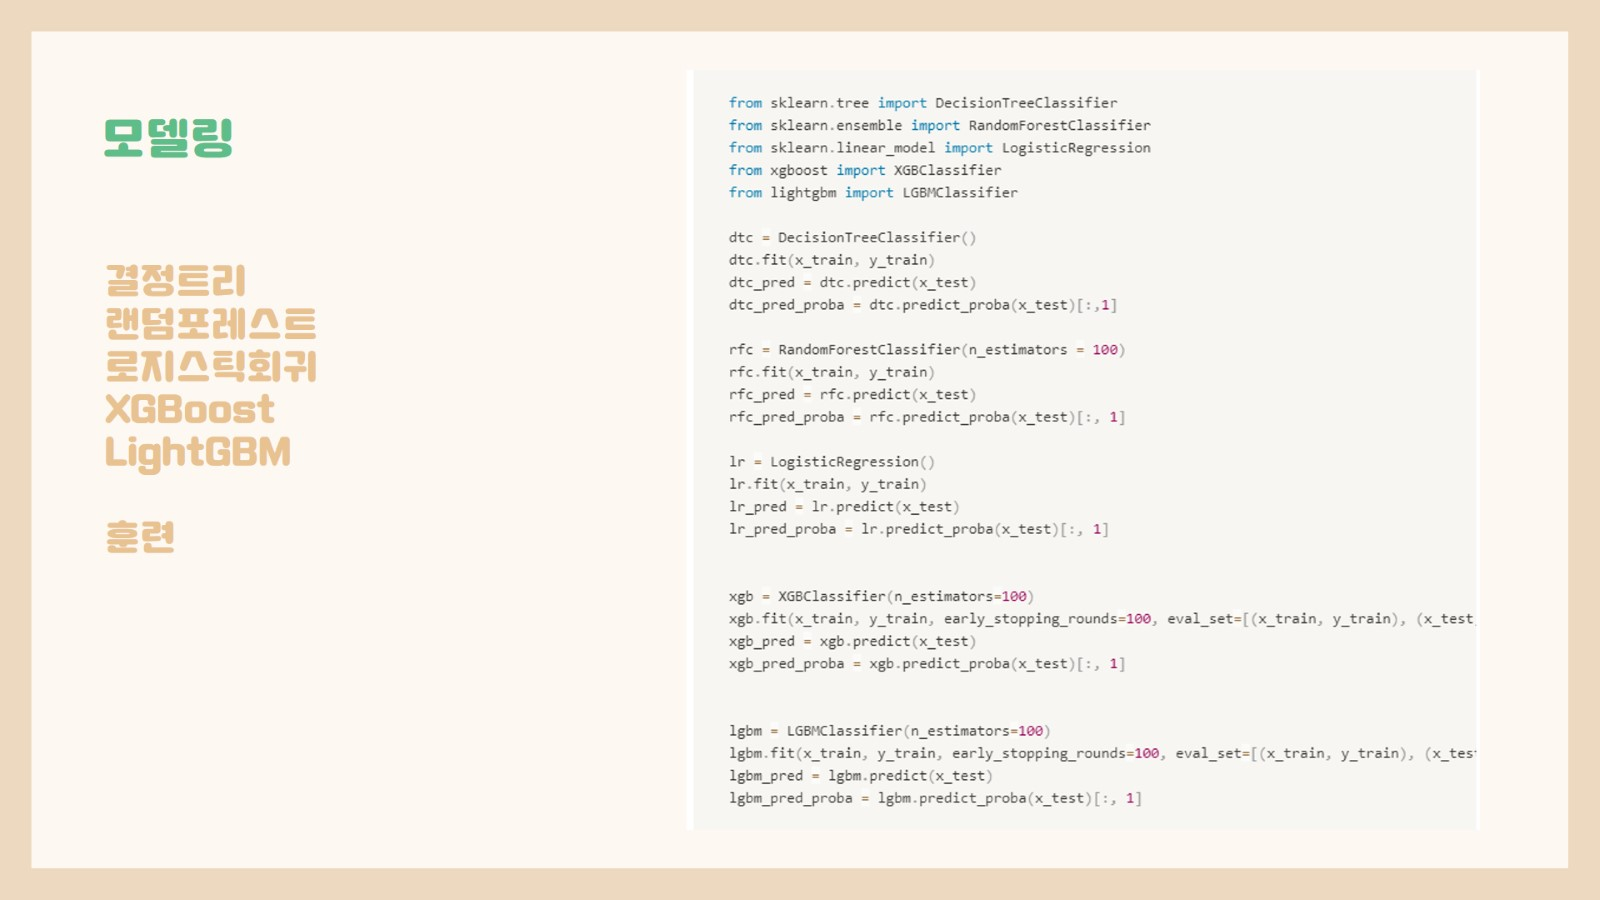 모델링
결정트리
랜덤포레스트
로지스틱회귀
XGBoost
LightGBM
훈련
from sklearn.tree import DecisionTreeClassifier
from sklearn.ensemble import RandomForestClassifier
from sklearn.linear_model import LogisticRegression
from xgboost import XGBClassifier
from lightgbm import LGBMClassifier
dtc = DecisionTreeClassifier()
dtc.fit(x_train, y_train)
dtc_pred = dtc.predict(x_test)
dtc_pred_proba = dtc.predict_proba(x_test)[:,1]
rfc = RandomForestClassifier(n_estimators = 100)
rfc.fit(x_train, y_train)
rfc_pred = rfc.predict(x_test)
rfc_pred_proba = rfc.predict_proba(x_test)[:, 1]
lr = LogisticRegression()
lr.fit(x_train, y_train)
lr_pred = lr.predict(x_test)
lr_pred_proba = lr.predict_proba(x_test)[:, 1]
xgb = XGBClassifier(n_estimators=100)
xgb.fit(x_train, y_train, early_stopping_rounds=100, eval_set=[(x_train, y_train), (x_test,
xgb_pred = xgb.predict(x_test)
xgb_pred_proba = xgb.predict_proba(x_test)[:, 1]
lgbm = LGBMClassifier(n_estimators=100)
lgbm.fit(x_train, y_train, early_stopping_rounds=100, eval_set=[(x_train, y_train), (x_test
lgbm_pred = lgbm.predict(x_test)
lgbm_pred_proba = lgbm.predict_proba(x_test)[:, 1]